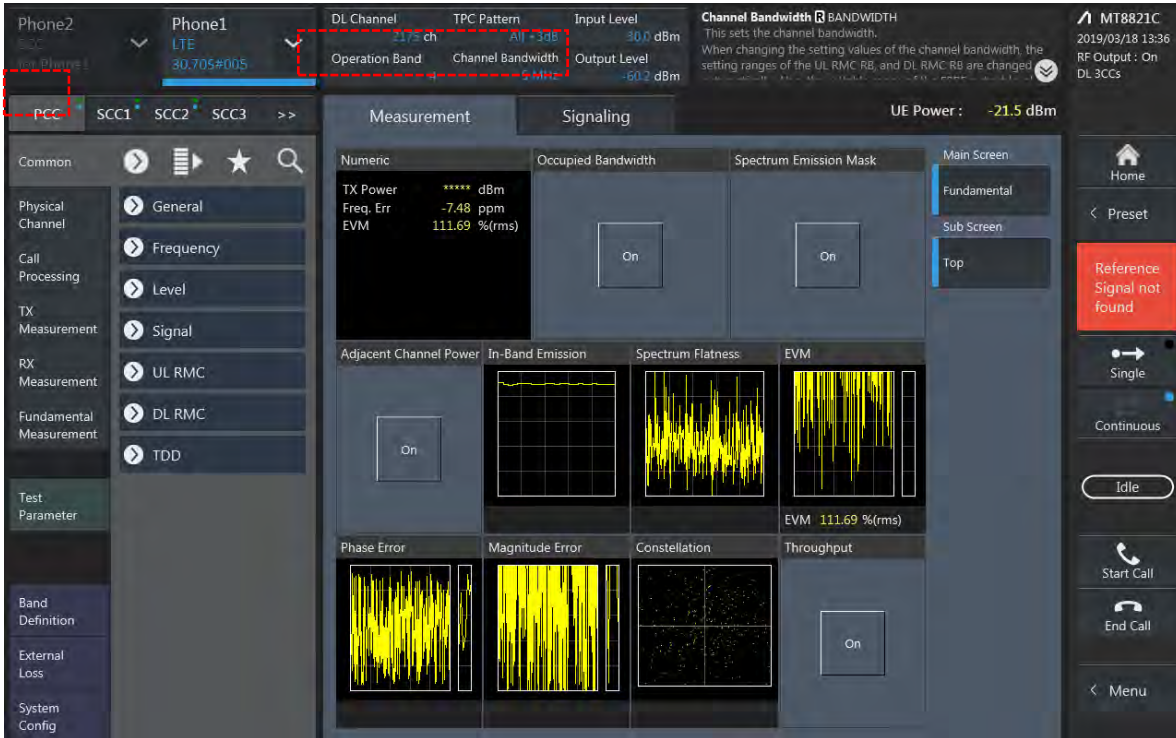 Phone2
SCC
for Phone1
Phone1
LTE
30.705#005
DL Channel
2175 ch
TPC Pattern
All +3dB
Input Level
30.0 dBm
Operation Band
4
Channel Bandwidth
5 MHz
Output Level
-60.2 dBm
Channel Bandwidth R BANDWIDTH
This sets the channel bandwidth.
When changing the setting values of the channel bandwidth, the
setting ranges of the UL RMC RB, and DL RMC RB are changed
MT8821C
2019/03/18 13:36
RF Output : On
DL 3CCs
PCC SCC1 SCC2 SCC3 >>
Measurement
Signaling
UE Power : -21.5 dBm
Common
Physical
Channel
Call
Processing
TX
Measurement
RX
Measurement
Fundamental
Measurement
Test
Parameter
Band
Definition
External
Loss
System
Config
General
Frequency
Level
Signal
UL RMC
DL RMC
TDD
Numeric
TX Power ***** dBm
Freq. Err -7.48 ppm
EVM 111.69 %(rms)
Occupied Bandwidth
On
Spectrum Emission Mask
On
Adjacent Channel Power
On
In-Band Emission
Spectrum Flatness
EVM
EVM 111.69 %(rms)
Phase Error
Magnitude Error
Constellation
Throughput
On
Main Screen
Fundamental
Sub Screen
Top
Home
< Preset
Reference
Signal not
found
Single
Continuous
Idle
Start Call
End Call
< Menu